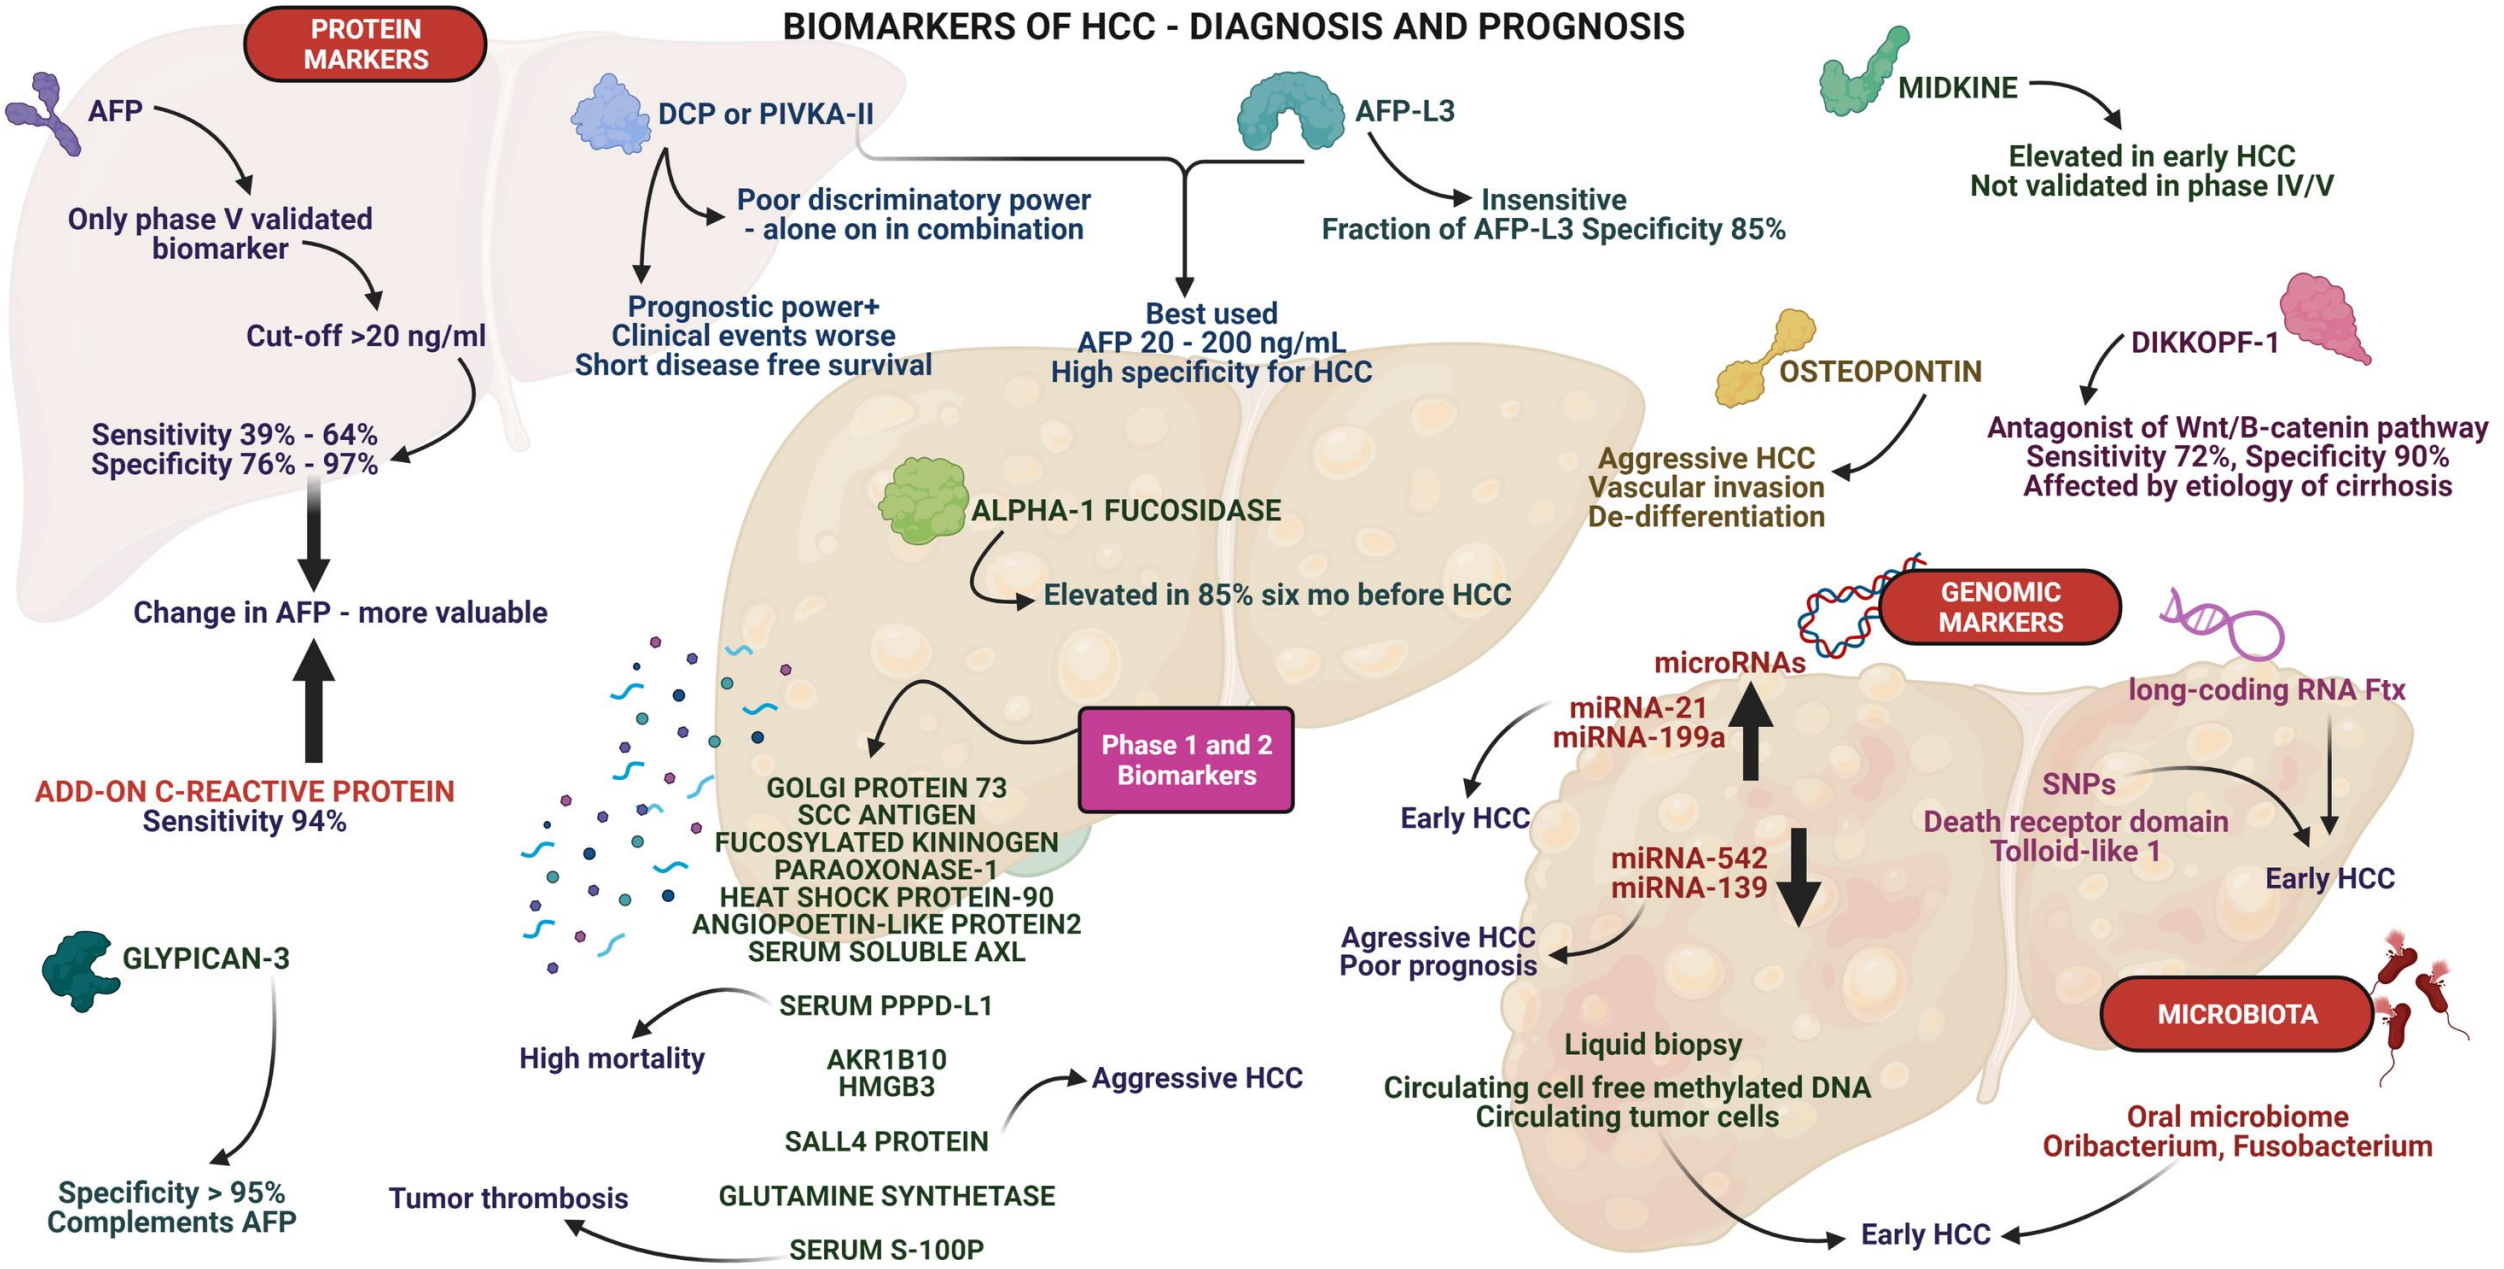 BIOMARKERS OF HCC - DIAGNOSIS AND PROGNOSIS
PROTEIN
MARKERS
AFP
Only phase V validated
biomarker
Cut-off >20 ng/ml
Sensitivity 39% - 64%
Specificity 76% - 97%
Change in AFP - more valuable
ADD-ON C-REACTIVE PROTEIN
Sensitivity 94%
GLYPICAN-3
Specificity > 95%
Complements AFP
DCP or PIVKA-II
Poor discriminatory power
- alone on in combination
Prognostic power+
Clinical events worse
Short disease free survival
AFP-L3
Insensitive
Fraction of AFP-L3 Specificity 85%
Best used
AFP 20 - 200 ng/mL
High specificity for HCC
MIDKINE
Elevated in early HCC
Not validated in phase IV/V
OSTEOPONTIN
Aggressive HCC
Vascular invasion
De-differentiation
DIKKOPF-1
Antagonist of Wnt/B-catenin pathway
Sensitivity 72%, Specificity 90%
Affected by etiology of cirrhosis
ALPHA-1 FUCOSIDASE
Elevated in 85% six mo before HCC
Phase 1 and 2
Biomarkers
GOLGI PROTEIN 73
SCC ANTIGEN
FUCOSYLATED KININOGEN
PARAOXONASE-1
HEAT SHOCK PROTEIN-90
ANGIOPOETIN-LIKE PROTEIN2
SERUM SOLUBLE AXL
SERUM PPPD-L1
High mortality
AKR1B10
HMGB3
Aggressive HCC
SALL4 PROTEIN
GLUTAMINE SYNTHETASE
Tumor thrombosis
SERUM S-100P
GENOMIC
MARKERS
microRNAs
miRNA-21
miRNA-199a
Early HCC
miRNA-542
miRNA-139
Agressive HCC
Poor prognosis
long-coding RNA Ftx
SNPs
Death receptor domain
Tolloid-like 1
Early HCC
Liquid biopsy
Circulating cell free methylated DNA
Circulating tumor cells
MICROBIOTA
Oral microbiome
Oribacterium, Fusobacterium
Early HCC